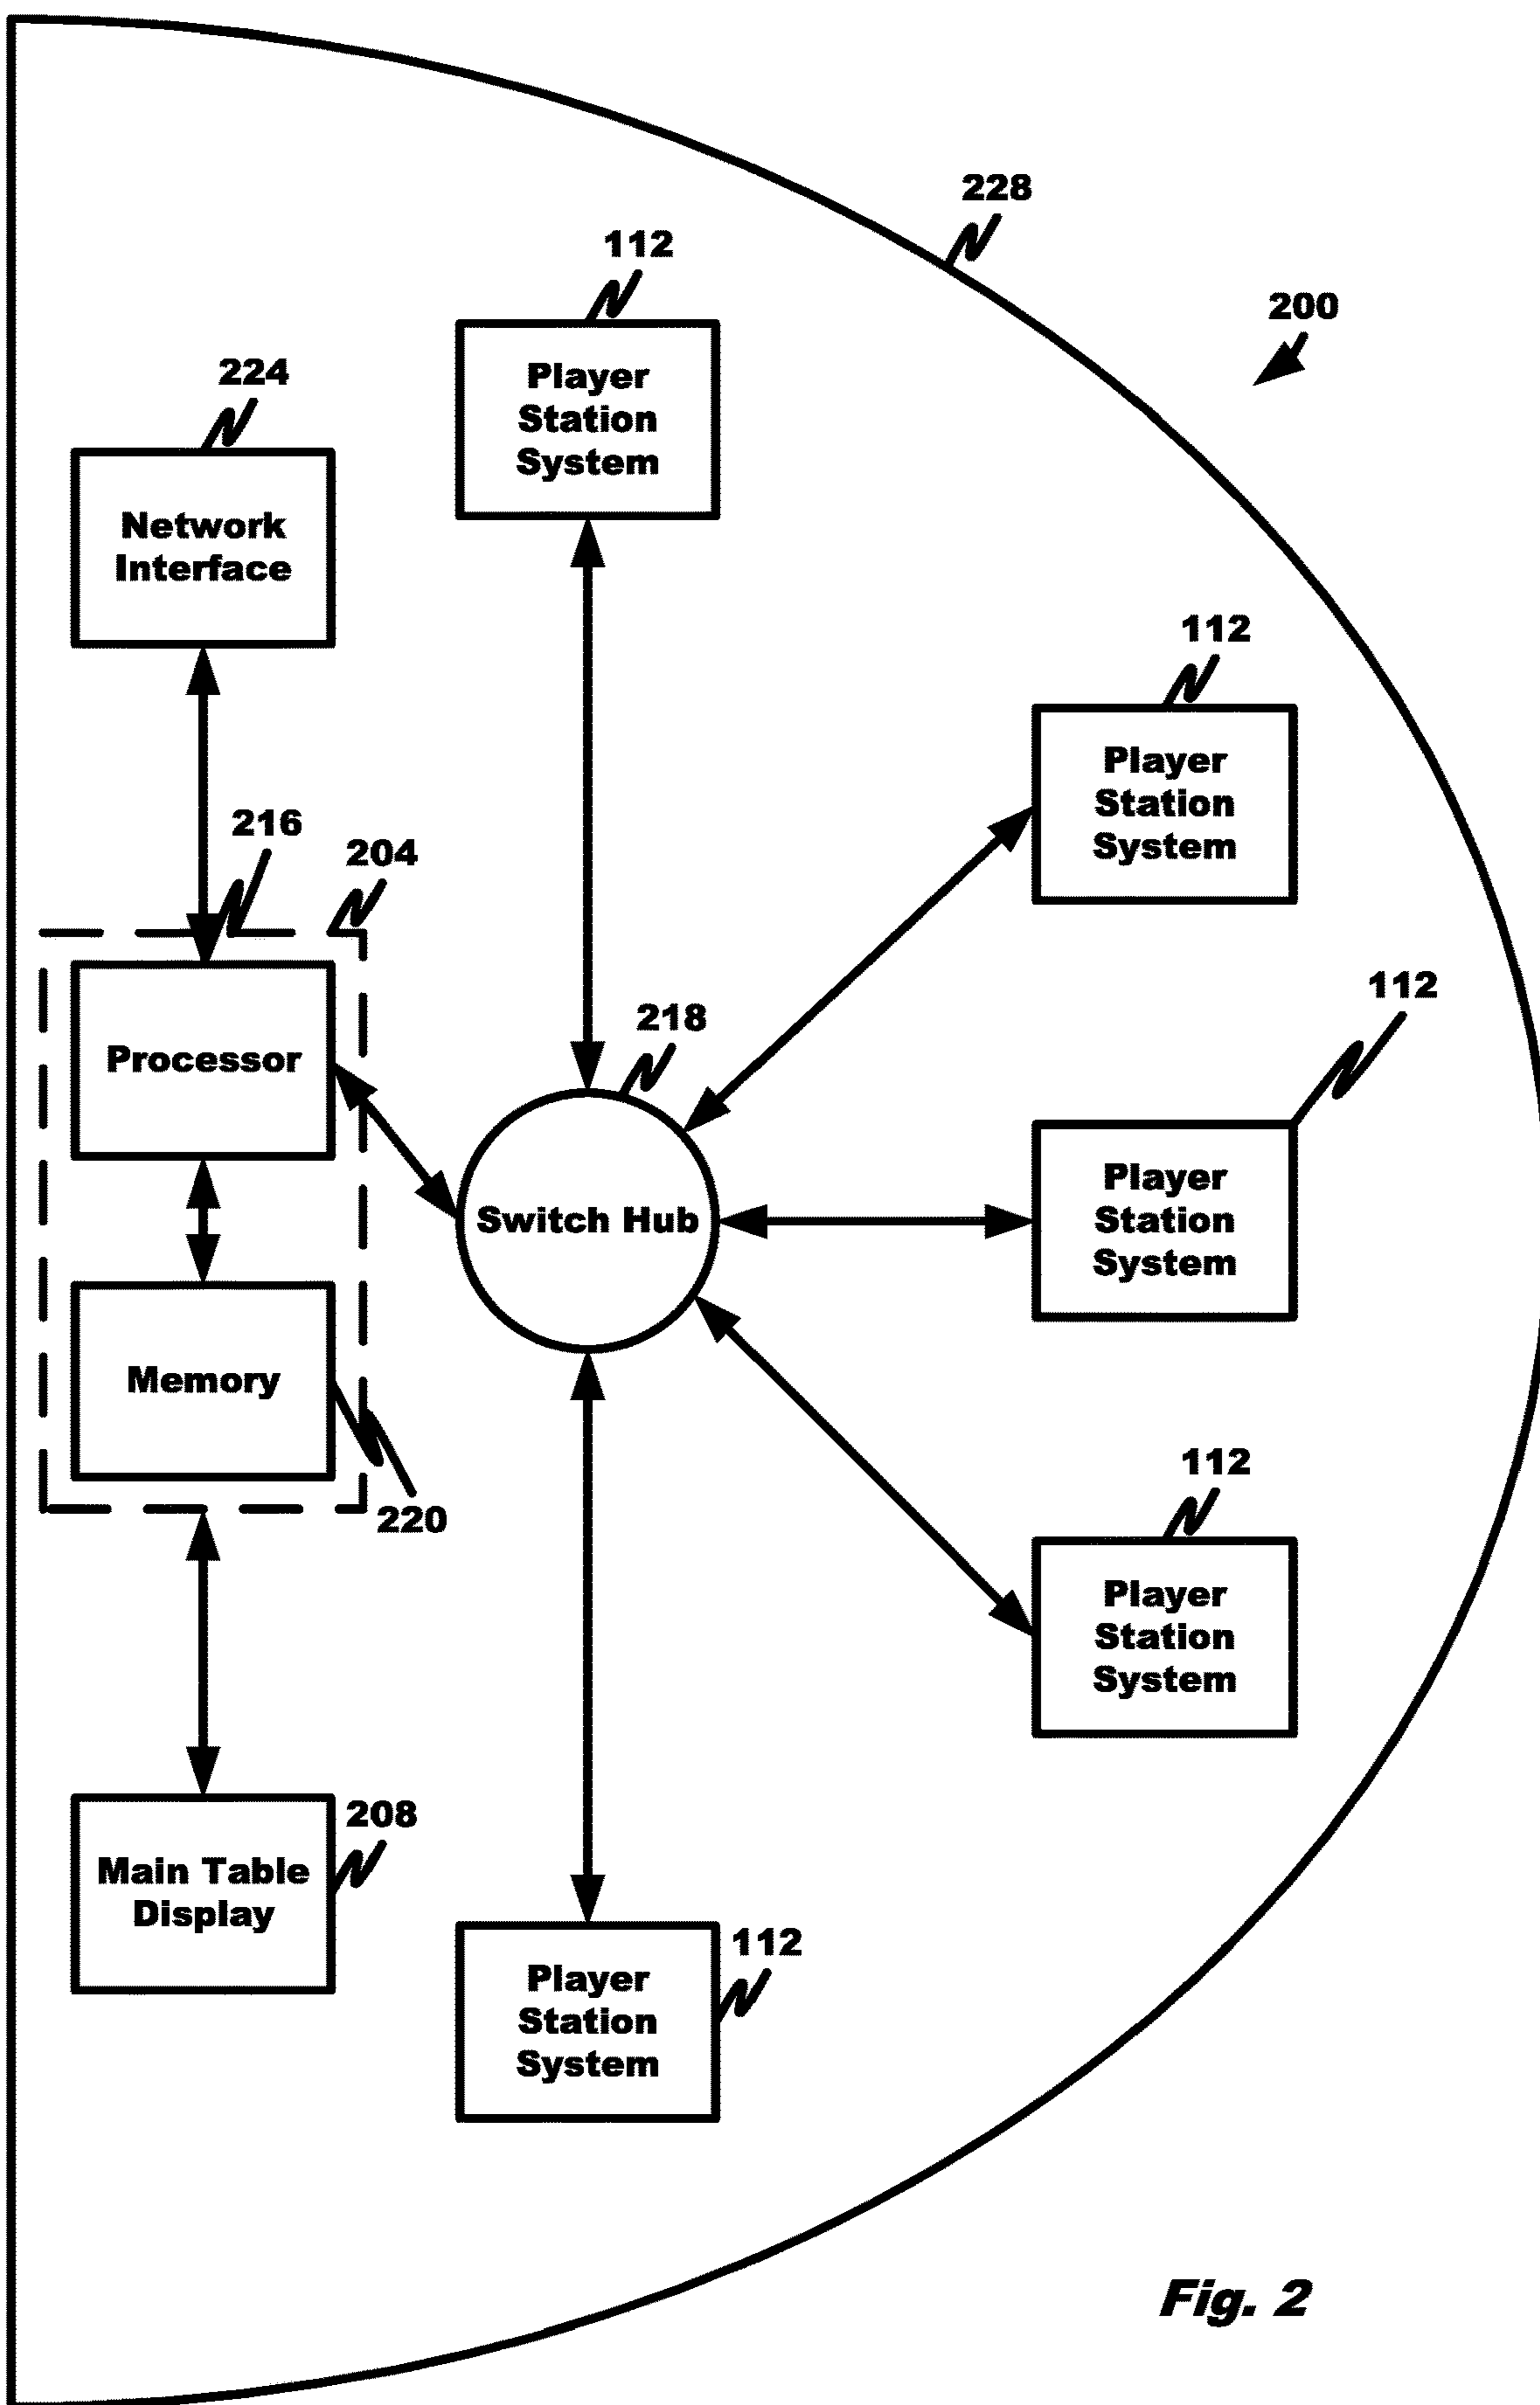 228
112
200
Player
Station
System
224
Network
Interface
112
Player
Station
System
216
204
112
218
Processor
Player
Station
System
Switch Hub
Memory
112
220
Player
Station
System
208
Main Table
Display
112
Player
Station
System
Fig. 2